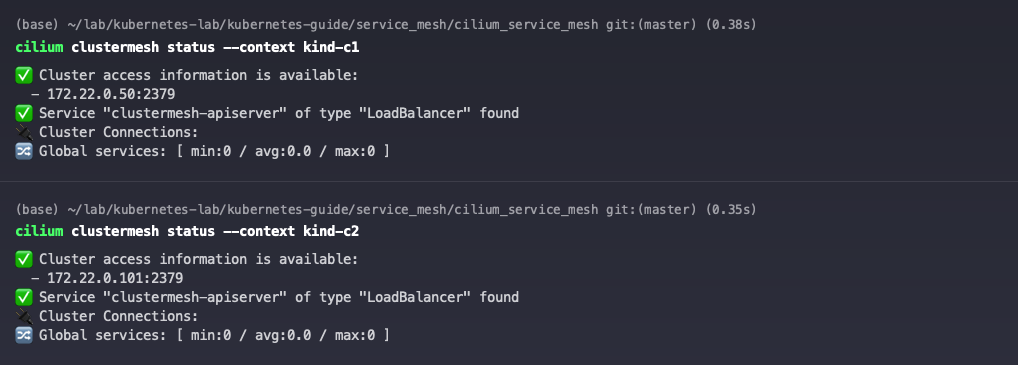 (base) ~/lab/kubernetes-lab/kubernetes-guide/service_mesh/cilium_service_mesh git:(master) (0.38s)
cilium clustermesh status --context kind-c1
✅ Cluster access information is available:
- 172.22.0.50:2379
✅ Service "clustermesh-apiserver" of type "LoadBalancer" found
🔌 Cluster Connections:
🔀 Global services: [ min:0 / avg:0.0 / max:0 ]
(base) ~/lab/kubernetes-lab/kubernetes-guide/service_mesh/cilium_service_mesh git:(master) (0.35s)
cilium clustermesh status --context kind-c2
✅ Cluster access information is available:
- 172.22.0.101:2379
✅ Service "clustermesh-apiserver" of type "LoadBalancer" found
🔌 Cluster Connections:
🔀 Global services: [ min:0 / avg:0.0 / max:0 ]